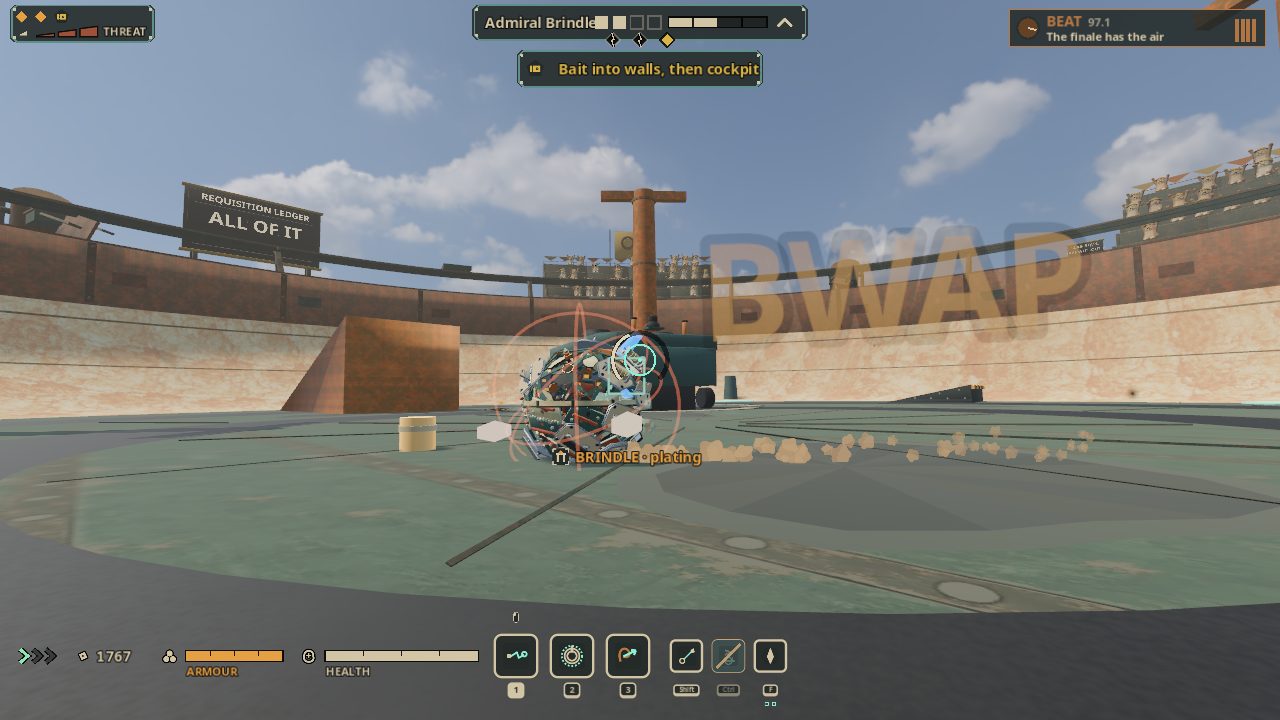 THREAT
Admiral Brindle
BEAT 97.1
The finale has the air
Bait into walls, then cockpit
REQUISITION LEDGER
ALL OF IT
BWAP
BRINDLE · plating
1767
ARMOUR
HEALTH
1
2
3
Shift
Ctrl
F